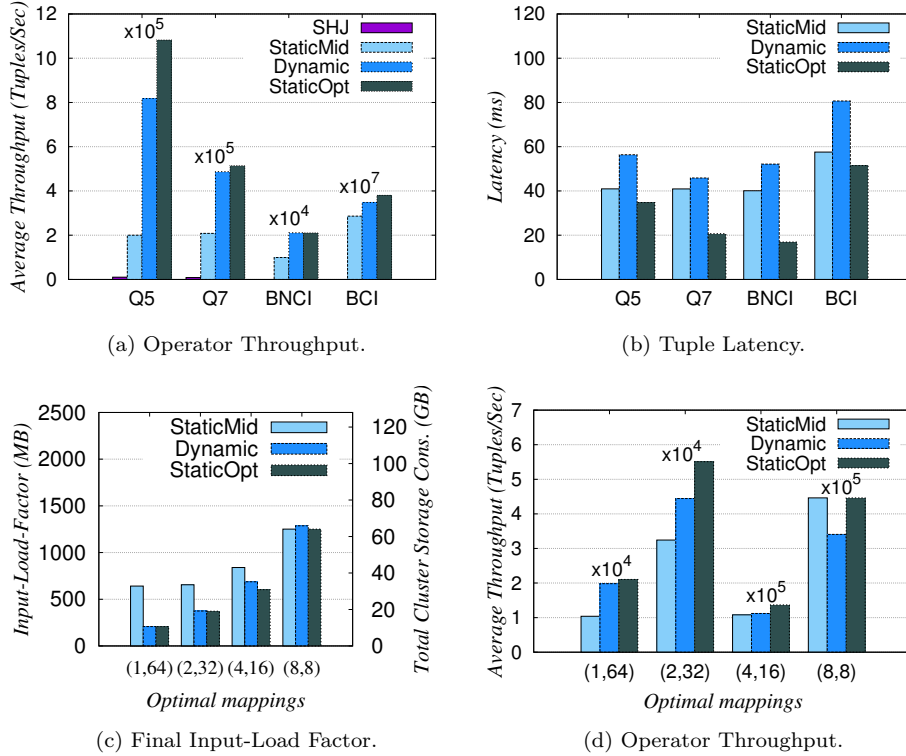 Average Throughput (Tuples/Sec)
12
10
8
6
4
2
0
x10^5
x10^5
x10^4
x10^7
SHJ
StaticMid
Dynamic
StaticOpt
Q5 Q7 BNCI BCI
(a) Operator Throughput.
Latency (ms)
120
100
80
60
40
20
0
StaticMid
Dynamic
StaticOpt
Q5 Q7 BNCI BCI
(b) Tuple Latency.
Input-Load-Factor (MB)
2500
2000
1500
1000
500
0
StaticMid
Dynamic
StaticOpt
120
100
80
60
40
20
0
Total Cluster Storage Cons. (GB)
(1,64) (2,32) (4,16) (8,8)
Optimal mappings
(c) Final Input-Load Factor.
Average Throughput (Tuples/Sec)
7
6
5
4
3
2
1
0
StaticMid
Dynamic
StaticOpt
x10^4
x10^4
x10^5
x10^5
(1,64) (2,32) (4,16) (8,8)
Optimal mappings
(d) Operator Throughput.